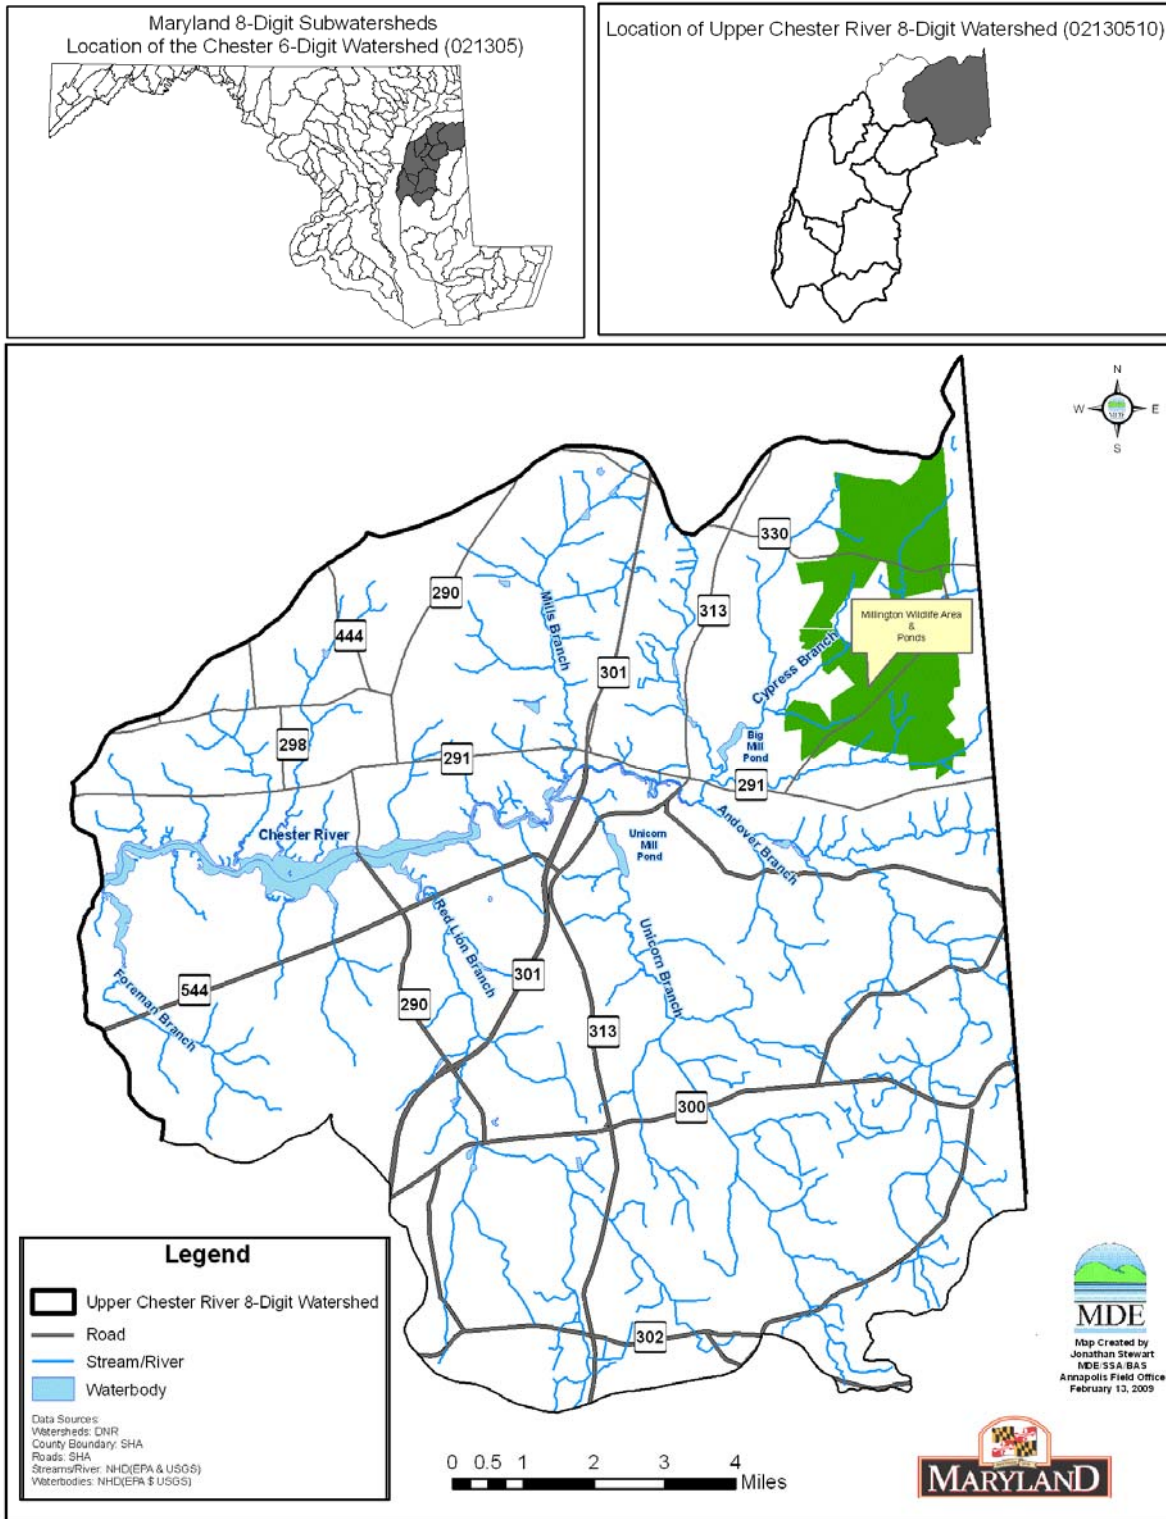 Maryland 8-Digit Subwatersheds
Location of the Chester 6-Digit Watershed (021305)
Location of Upper Chester River 8-Digit Watershed (02130510)
N
W
E
S
MDE
330
290
313
444
Mills Branch
Millington Wildlife Area
&
Ponds
301
Cypress Branch
298
291
Big
Mill
Pond
291
Chester River
Unicorn
Mill
Pond
Andover Branch
Red Lion Branch
Unicorn Branch
Foreman Branch
544
290
301
313
300
302
Legend
Upper Chester River 8-Digit Watershed
Road
Stream/River
Waterbody
Data Sources:
Watersheds: DNR
County Boundary: SHA
Roads: SHA
Streams/River: NHD(EPA & USGS)
Waterbodies: NHD(EPA $ USGS)
0 0.5 1 2 3 4
Miles
MDE
Map Created by
Jonathan Stewart
MDE/SSA/BAS
Annapolis Field Office
February 13, 2009
MARYLAND